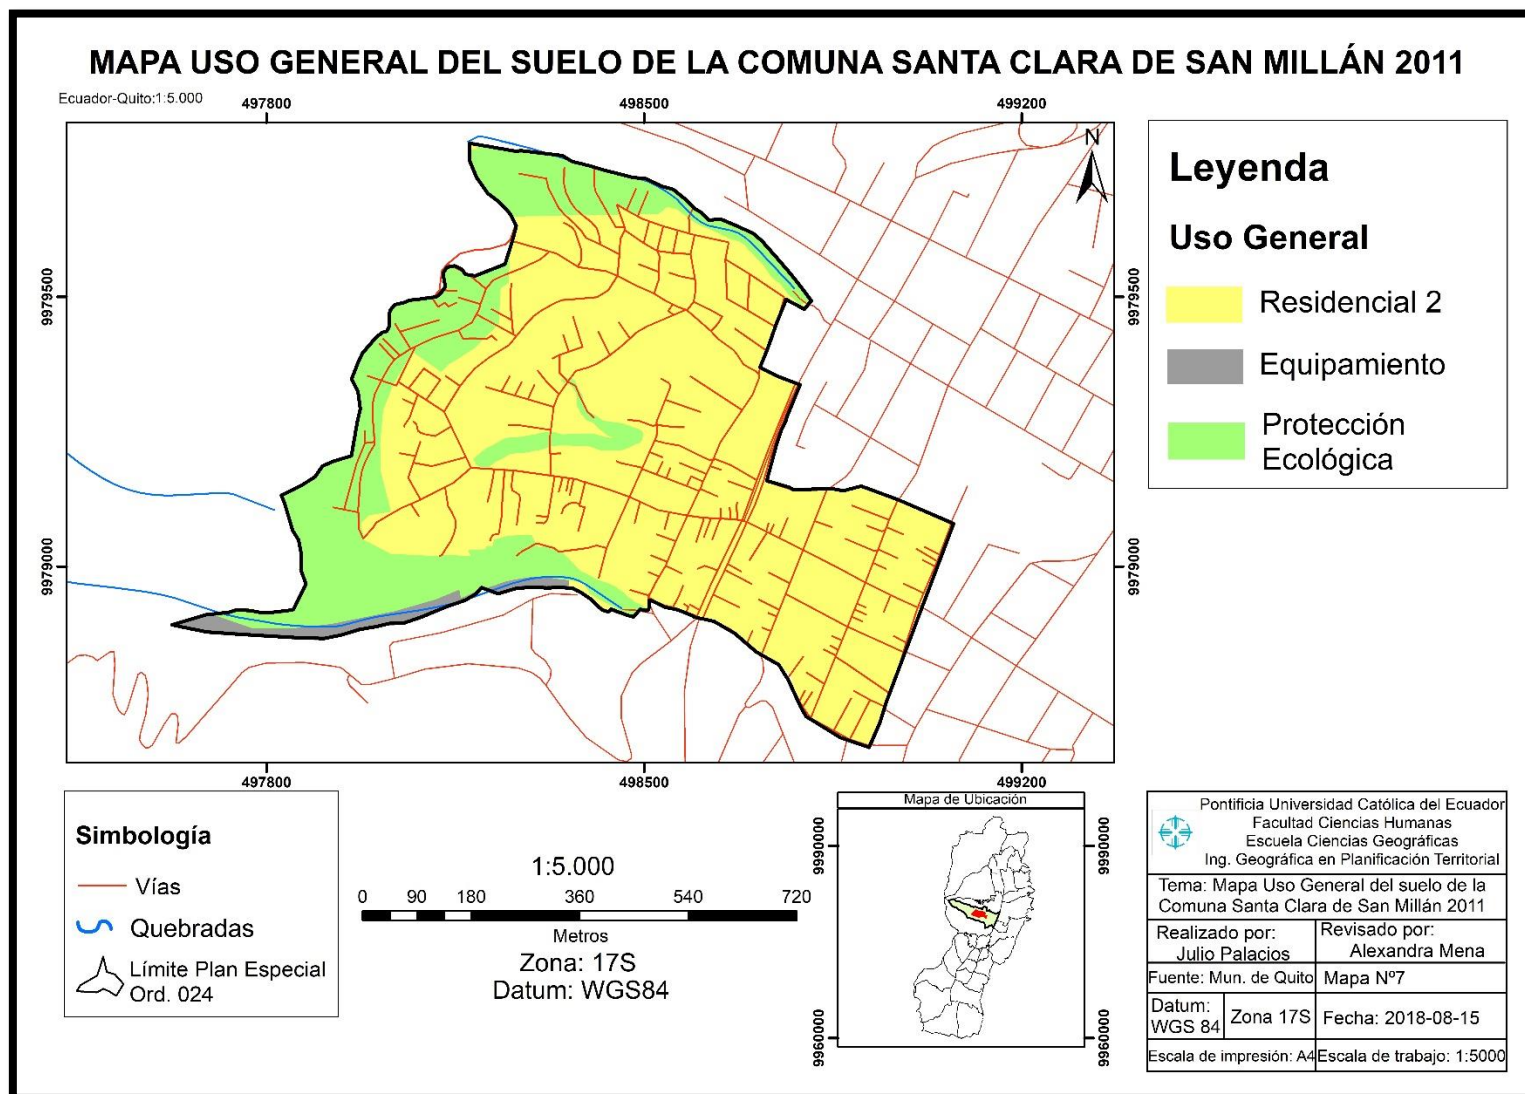 MAPA USO GENERAL DEL SUELO DE LA COMUNA SANTA CLARA DE SAN MILLÁN 2011
Ecuador-Quito:1:5.000
497800
498500
499200
N
9979500
9979500
9979000
9979000
497800
498500
499200
Leyenda
Uso General
Residencial 2
Equipamiento
Protección
Ecológica
Simbología
Vías
Quebradas
Límite Plan Especial
Ord. 024
1:5.000
0 90 180 360 540 720
Metros
Zona: 17S
Datum: WGS84
Mapa de Ubicación
9990000
9990000
9960000
9960000
Pontificia Universidad Católica del Ecuador
Facultad Ciencias Humanas
Escuela Ciencias Geográficas
Ing. Geográfica en Planificación Territorial
Tema: Mapa Uso General del suelo de la
Comuna Santa Clara de San Millán 2011
Realizado por:
Julio Palacios
Revisado por:
Alexandra Mena
Fuente: Mun. de Quito
Mapa Nº7
Datum:
WGS 84
Zona 17S
Fecha: 2018-08-15
Escala de impresión: A4
Escala de trabajo: 1:5000